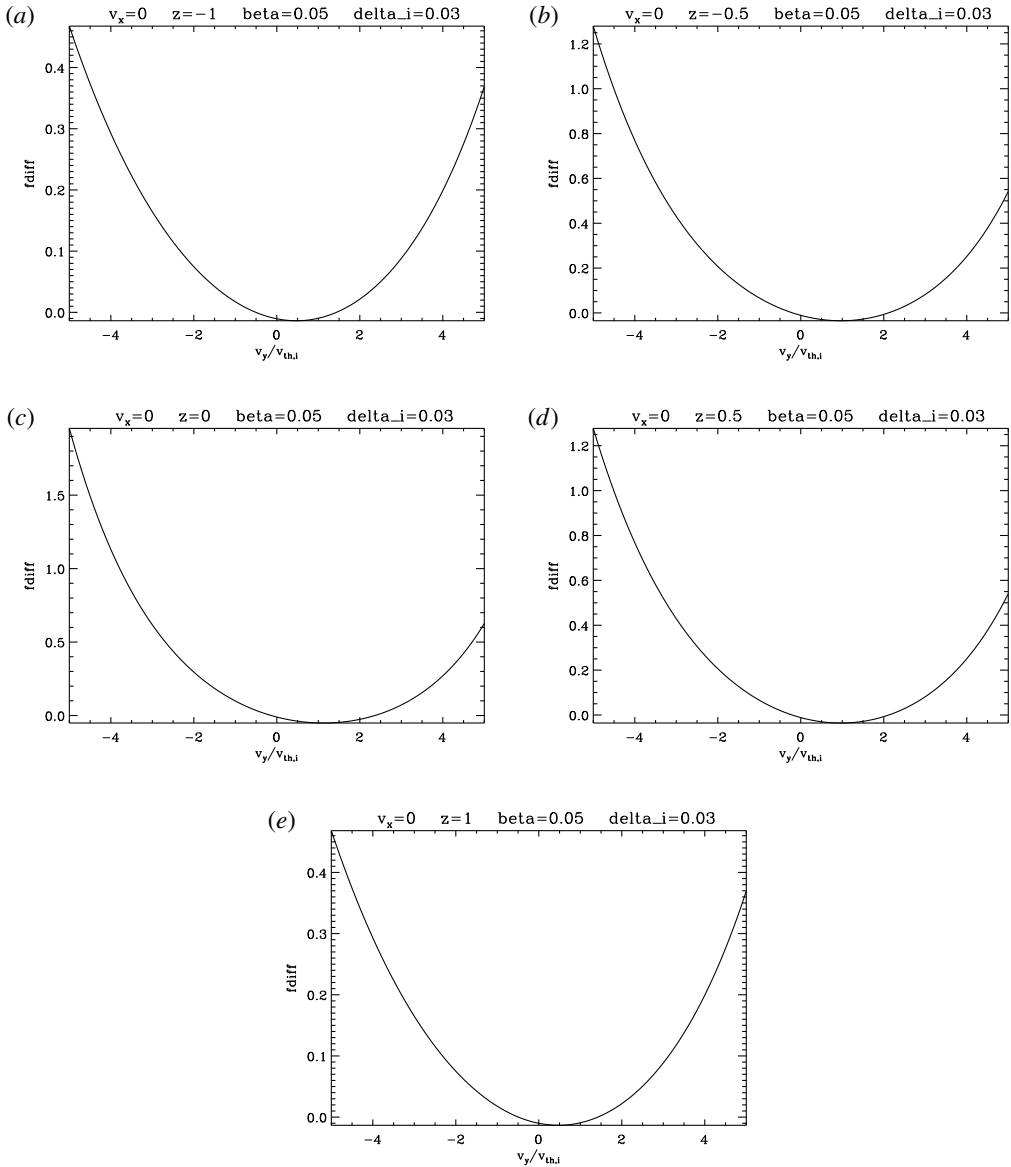 (a)
v_x=0 z=−1 beta=0.05 delta_i=0.03
0.4
0.3
0.2
0.1
0.0
fdiff
−4 −2 0 2 4
v_y/v_th,i
(b)
v_x=0 z=−0.5 beta=0.05 delta_i=0.03
1.2
1.0
0.8
0.6
0.4
0.2
0.0
fdiff
−4 −2 0 2 4
v_y/v_th,i
(c)
v_x=0 z=0 beta=0.05 delta_i=0.03
1.5
1.0
0.5
0.0
fdiff
−4 −2 0 2 4
v_y/v_th,i
(d)
v_x=0 z=0.5 beta=0.05 delta_i=0.03
1.2
1.0
0.8
0.6
0.4
0.2
0.0
fdiff
−4 −2 0 2 4
v_y/v_th,i
(e)
v_x=0 z=1 beta=0.05 delta_i=0.03
0.4
0.3
0.2
0.1
0.0
fdiff
−4 −2 0 2 4
v_y/v_th,i